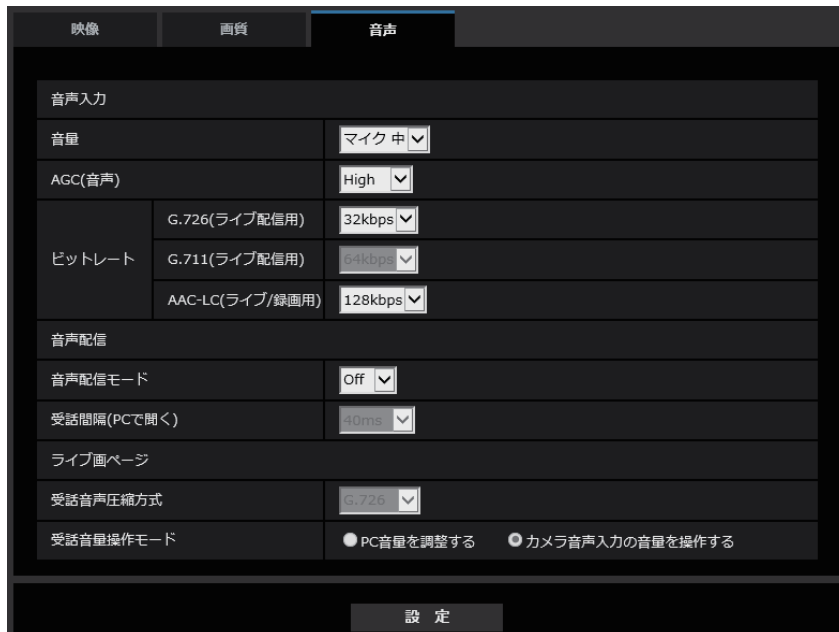 映像 画質 音声
音声入力
音量 マイク 中
AGC(音声) High
ビットレート G.726(ライブ配信用) 32kbps
G.711(ライブ配信用) 64kbps
AAC-LC(ライブ/録画用) 128kbps
音声配信
音声配信モード Off
受話間隔(PCで聞く) 40ms
ライブ画ページ
受話音声圧縮方式 G.726
受話音量操作モード PC音量を調整する カメラ音声入力の音量を操作する
設 定